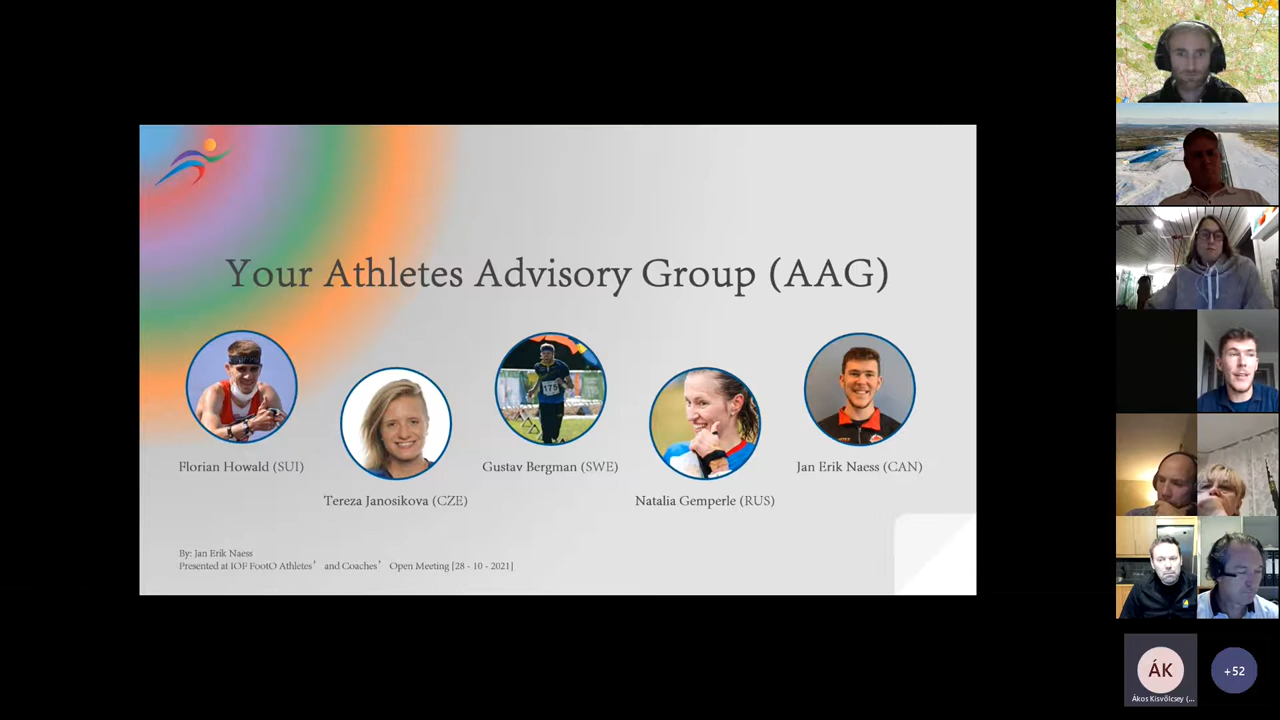 Your Athletes Advisory Group (AAG)
Florian Howald (SUI)
Tereza Janosikova (CZE)
Gustav Bergman (SWE)
Natalia Gemperle (RUS)
Jan Erik Naess (CAN)
175
By: Jan Erik Naess
Presented at IOF FootO Athletes’ and Coaches’ Open Meeting [28 - 10 - 2021]
ÁK
Ákos Kisvölcsey (...
+52